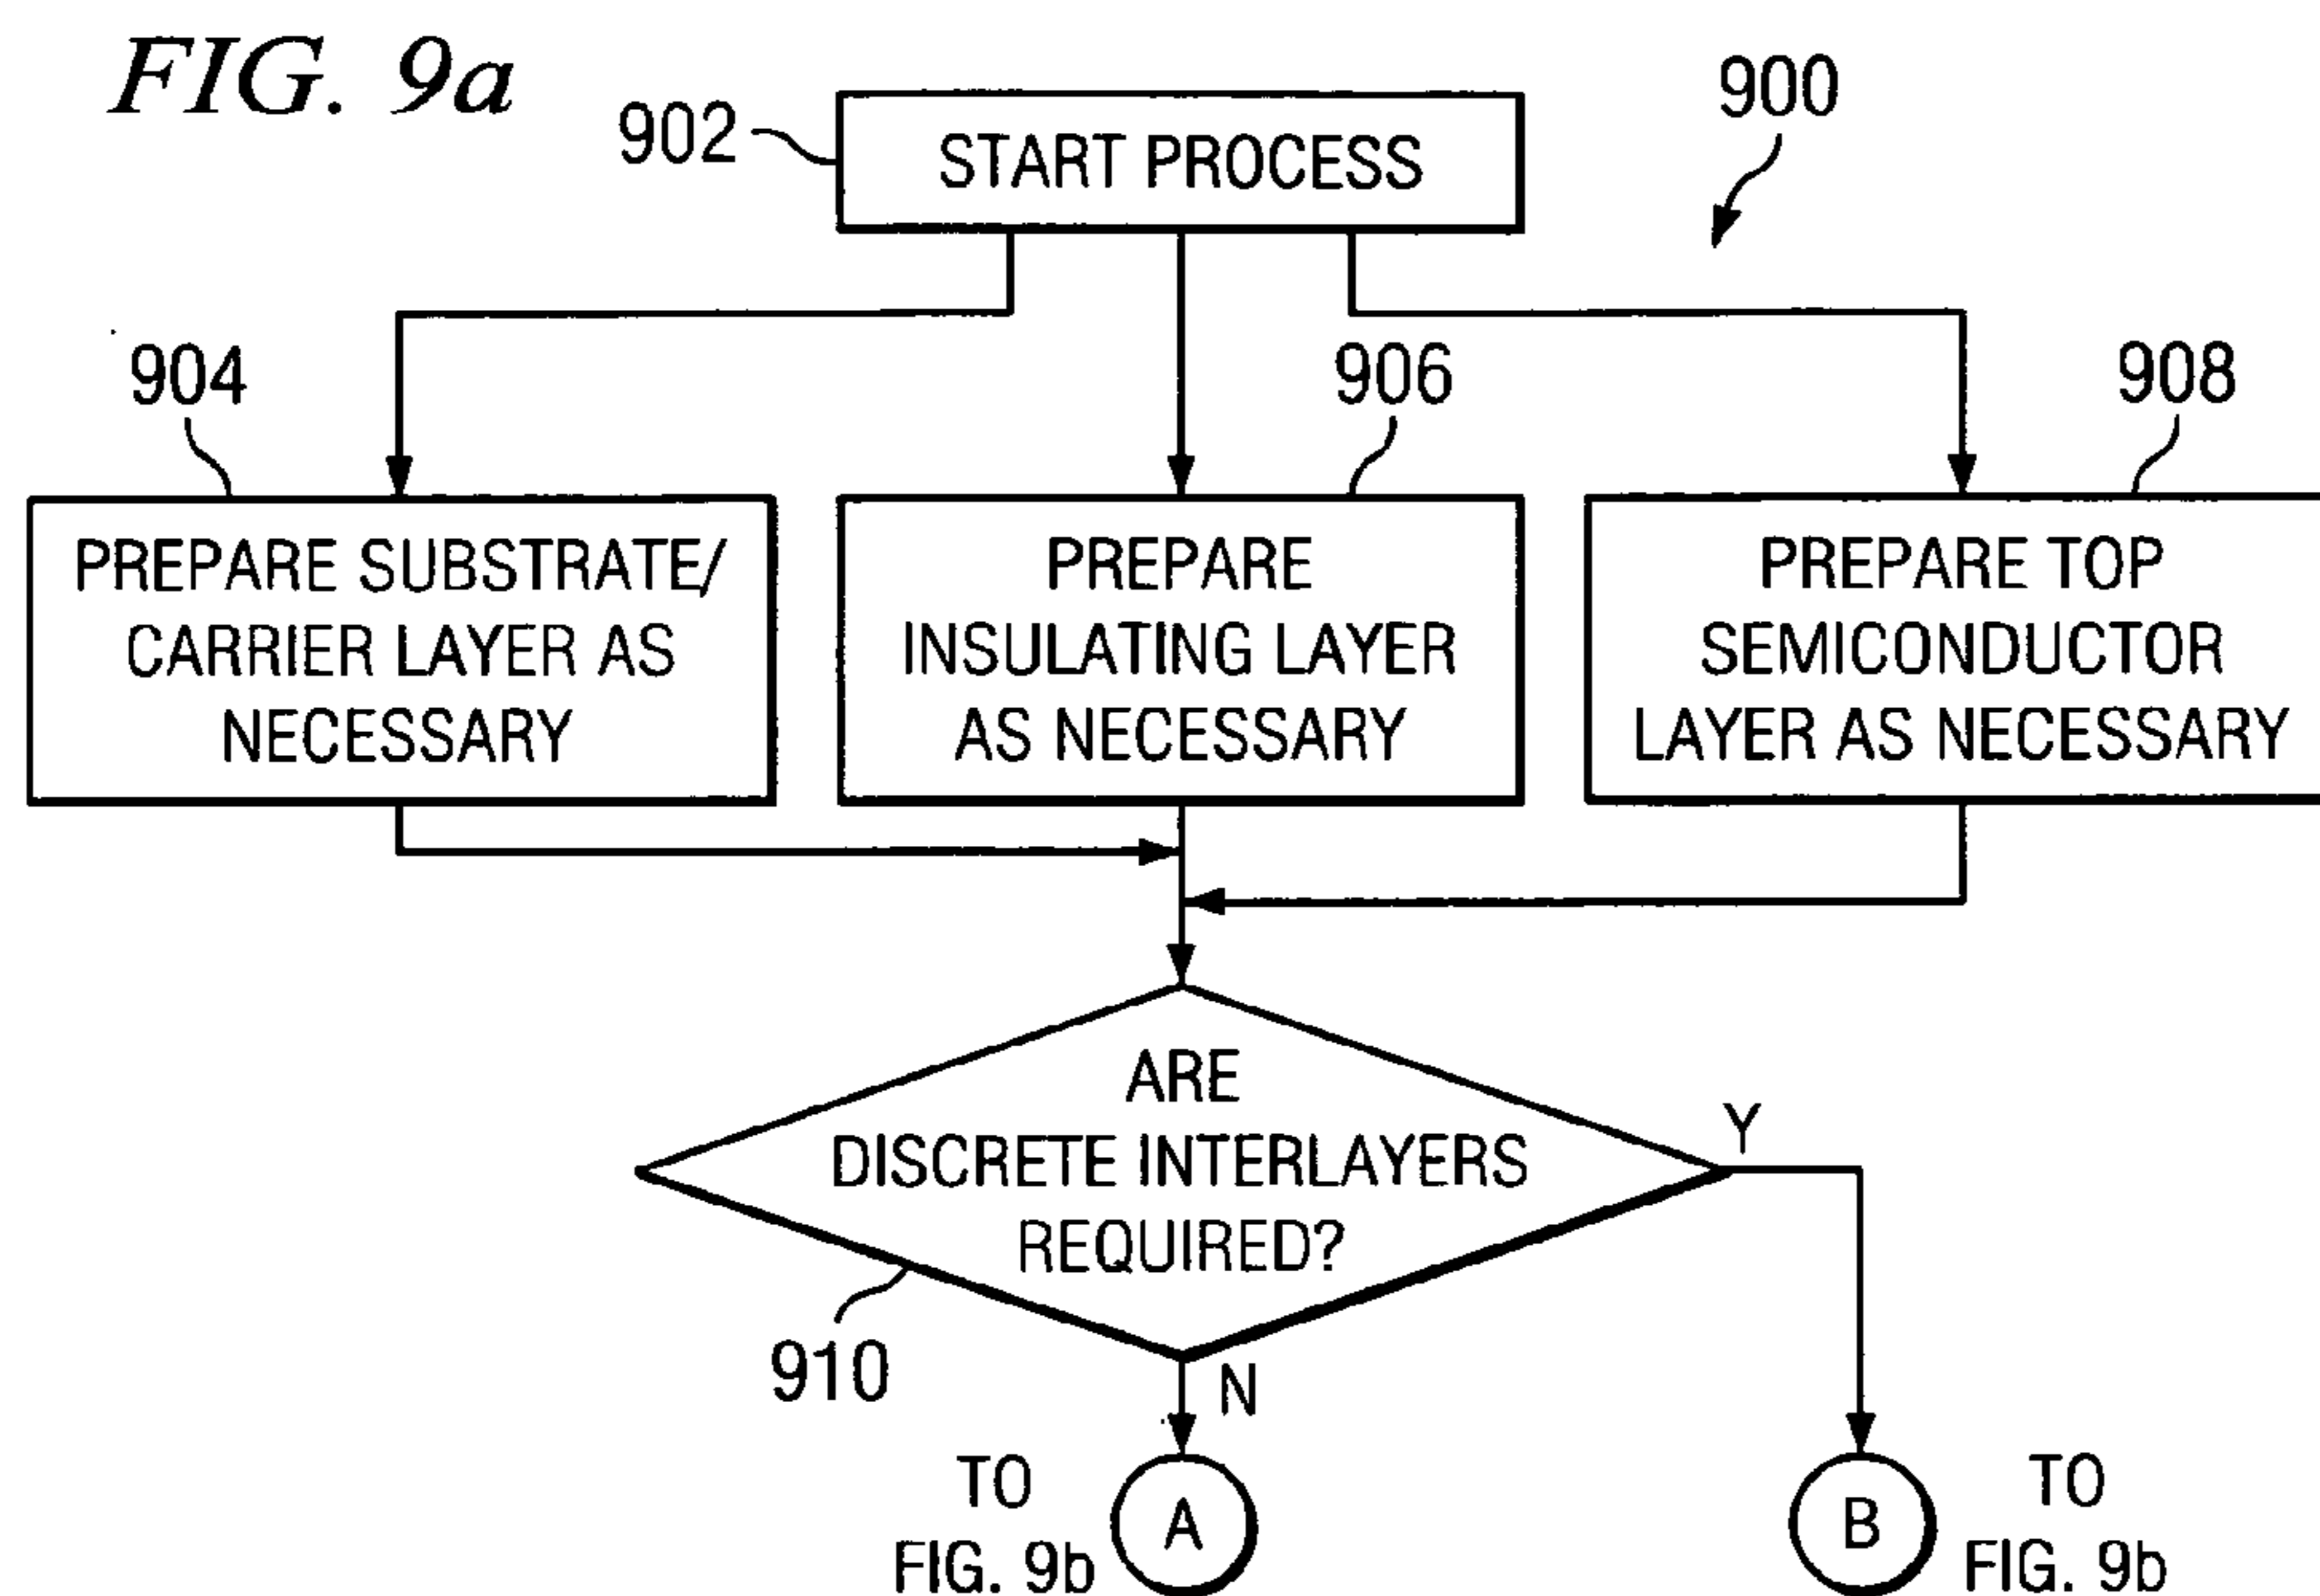 FIG. 9a
900
902
START PROCESS
904
906
908
PREPARE SUBSTRATE/
CARRIER LAYER AS
NECESSARY
PREPARE
INSULATING LAYER
AS NECESSARY
PREPARE TOP
SEMICONDUCTOR
LAYER AS NECESSARY
ARE
DISCRETE INTERLAYERS
REQUIRED?
Y
910
N
TO
FIG. 9b
A
B
TO
FIG. 9b